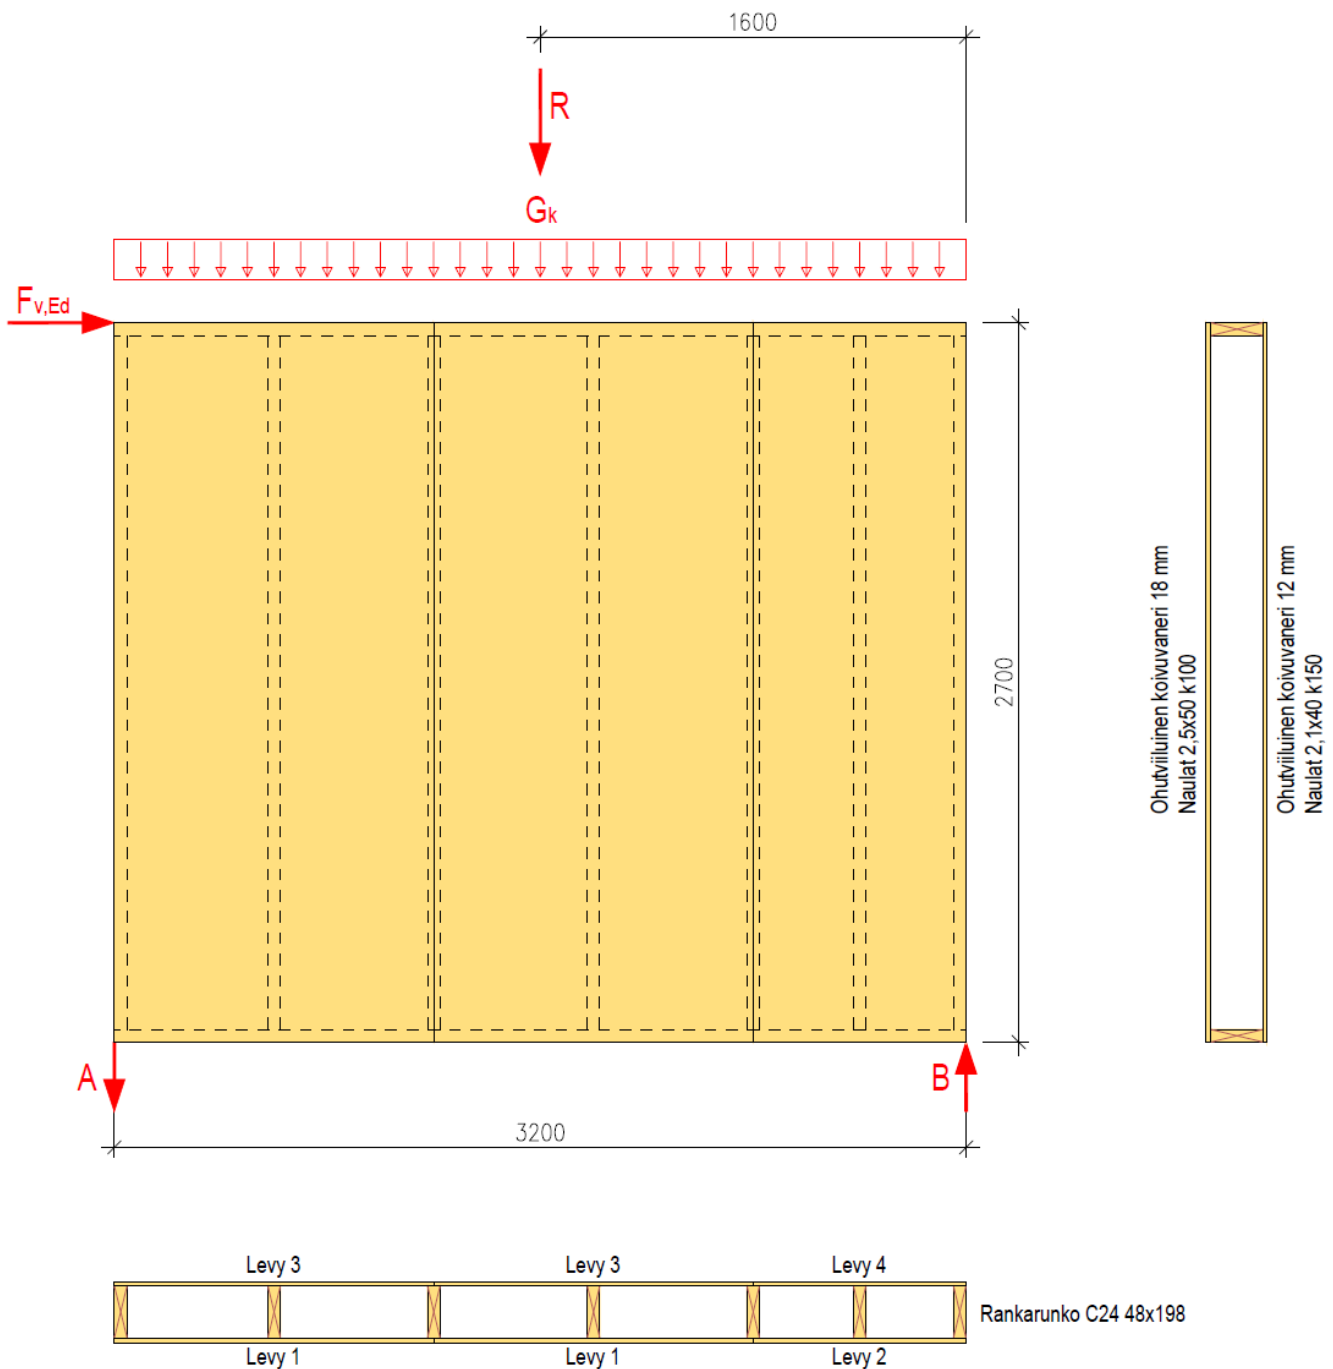 1600
R
Gk
Fv,Ed
2700
Ohutviiluinen koivuvaneri 18 mm
Naulat 2,5x50 k100
Ohutviiluinen koivuvaneri 12 mm
Naulat 2,1x40 k150
A
B
3200
Levy 3
Levy 3
Levy 4
Rankarunko C24 48x198
Levy 1
Levy 1
Levy 2